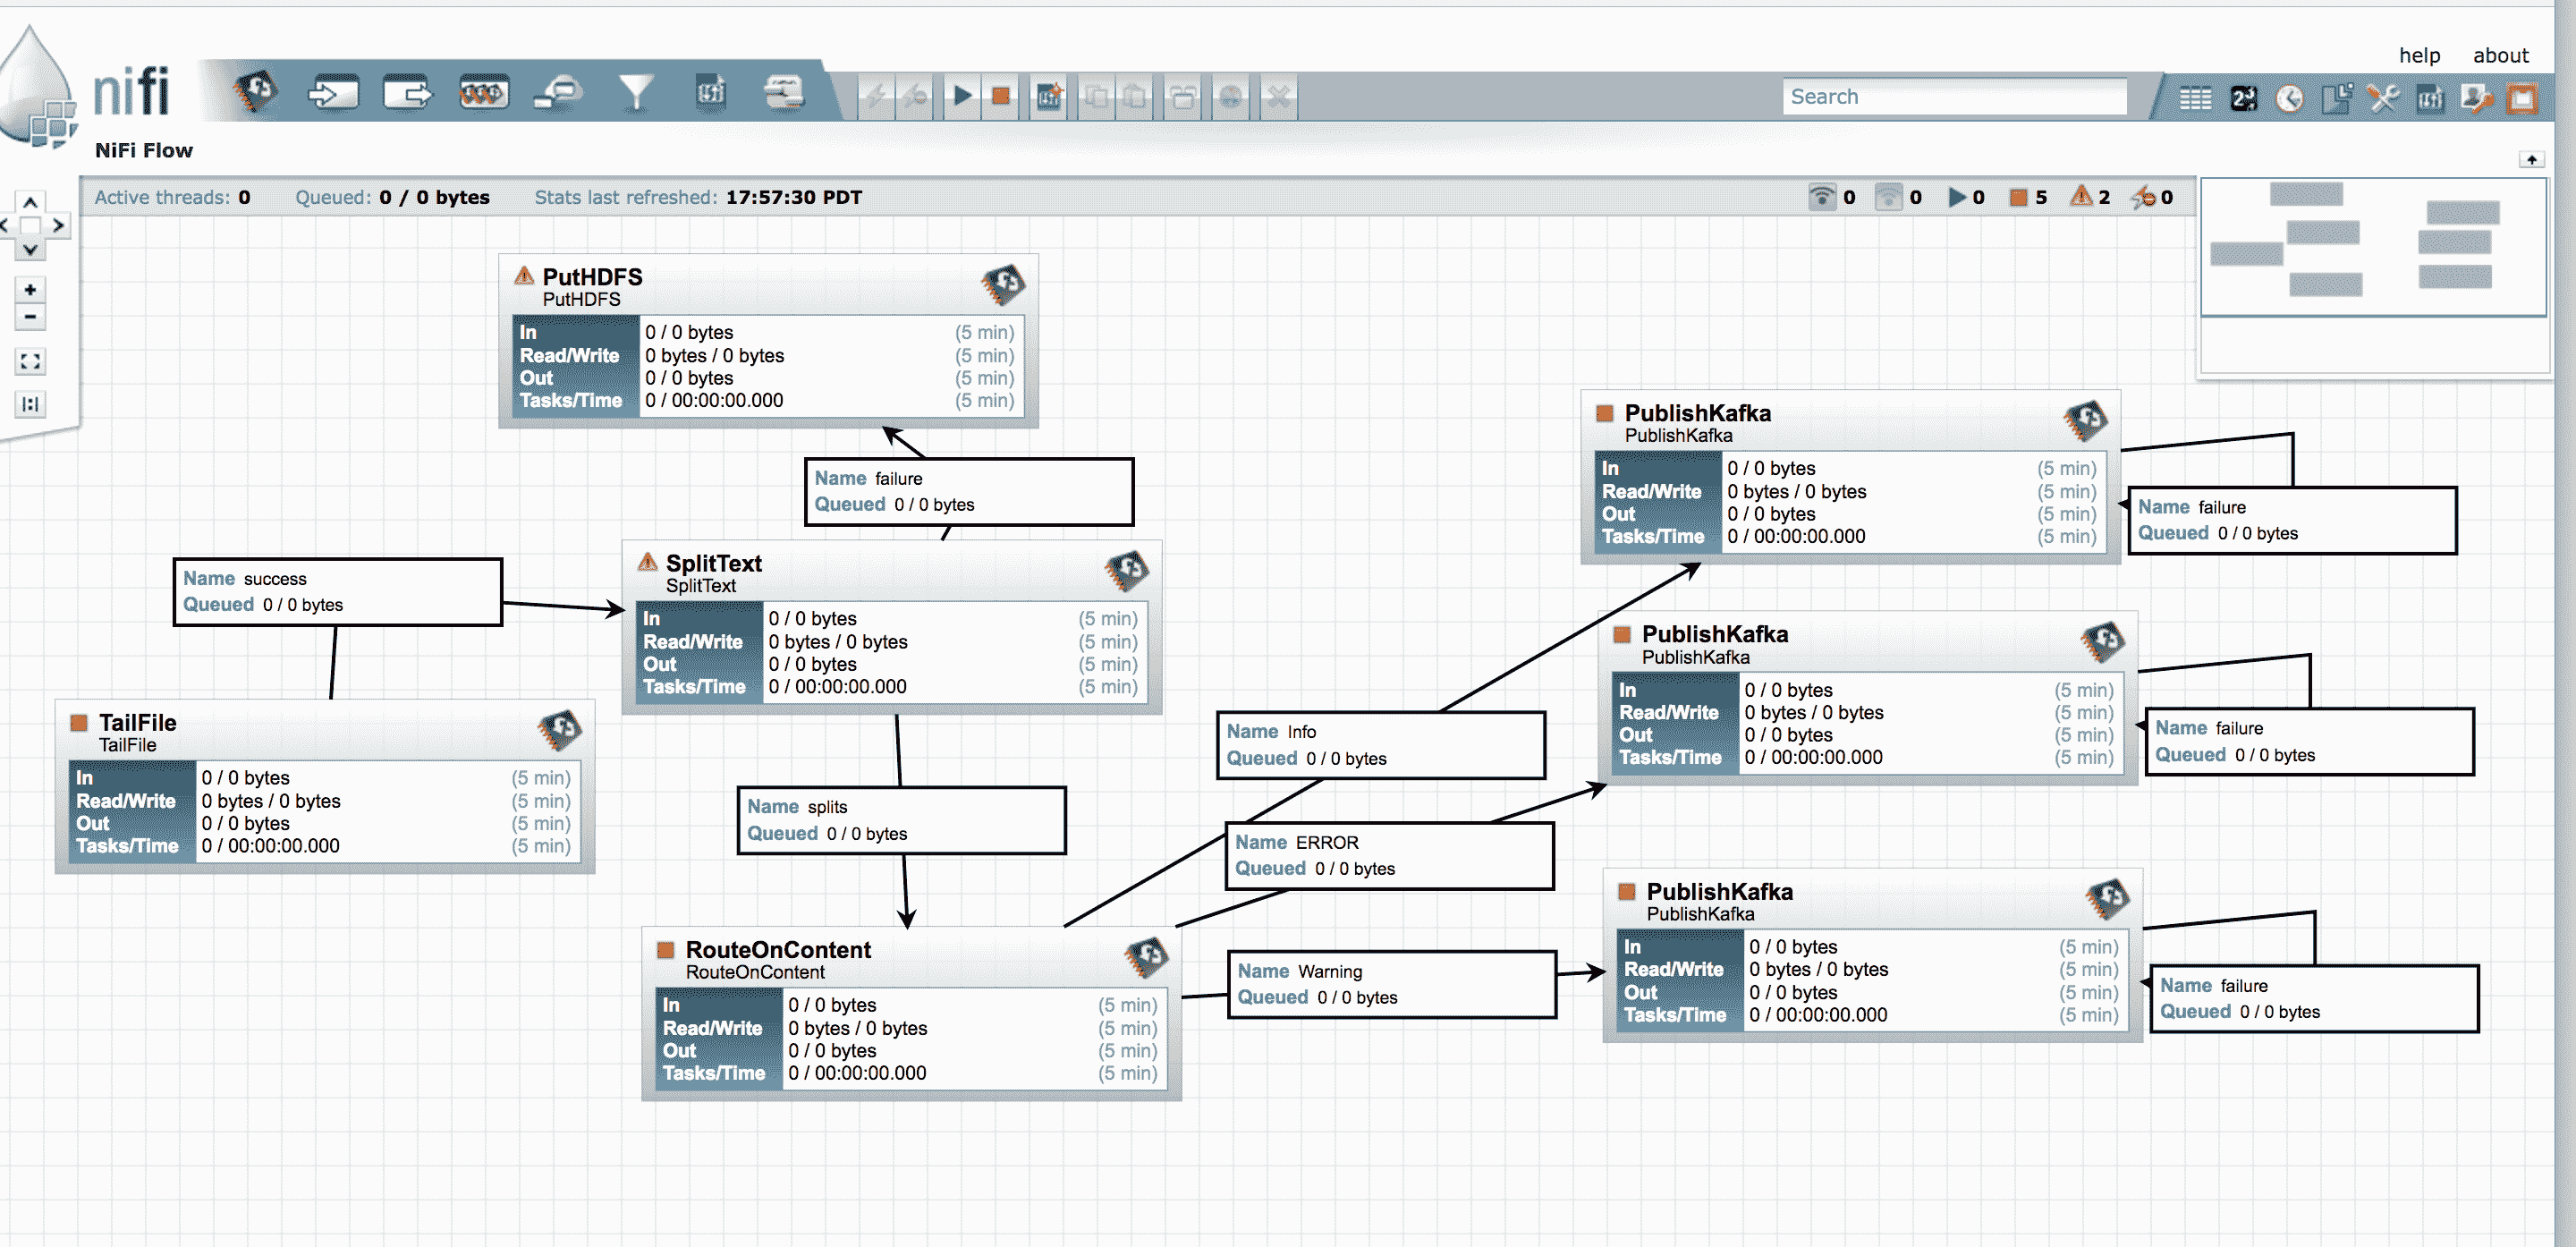 help about
nifi
Search
NiFi Flow
Active threads: 0 Queued: 0 / 0 bytes Stats last refreshed: 17:57:30 PDT 0 0 0 5 2 0
PutHDFS
PutHDFS
In 0 / 0 bytes (5 min)
Read/Write 0 bytes / 0 bytes (5 min)
Out 0 / 0 bytes (5 min)
Tasks/Time 0 / 00:00:00.000 (5 min)
Name failure
Queued 0 / 0 bytes
Name success
Queued 0 / 0 bytes
SplitText
SplitText
In 0 / 0 bytes (5 min)
Read/Write 0 bytes / 0 bytes (5 min)
Out 0 / 0 bytes (5 min)
Tasks/Time 0 / 00:00:00.000 (5 min)
TailFile
TailFile
In 0 / 0 bytes (5 min)
Read/Write 0 bytes / 0 bytes (5 min)
Out 0 / 0 bytes (5 min)
Tasks/Time 0 / 00:00:00.000 (5 min)
Name splits
Queued 0 / 0 bytes
RouteOnContent
RouteOnContent
In 0 / 0 bytes (5 min)
Read/Write 0 bytes / 0 bytes (5 min)
Out 0 / 0 bytes (5 min)
Tasks/Time 0 / 00:00:00.000 (5 min)
Name Info
Queued 0 / 0 bytes
Name ERROR
Queued 0 / 0 bytes
Name Warning
Queued 0 / 0 bytes
PublishKafka
PublishKafka
In 0 / 0 bytes (5 min)
Read/Write 0 bytes / 0 bytes (5 min)
Out 0 / 0 bytes (5 min)
Tasks/Time 0 / 00:00:00.000 (5 min)
Name failure
Queued 0 / 0 bytes
PublishKafka
PublishKafka
In 0 / 0 bytes (5 min)
Read/Write 0 bytes / 0 bytes (5 min)
Out 0 / 0 bytes (5 min)
Tasks/Time 0 / 00:00:00.000 (5 min)
Name failure
Queued 0 / 0 bytes
PublishKafka
PublishKafka
In 0 / 0 bytes (5 min)
Read/Write 0 bytes / 0 bytes (5 min)
Out 0 / 0 bytes (5 min)
Tasks/Time 0 / 00:00:00.000 (5 min)
Name failure
Queued 0 / 0 bytes